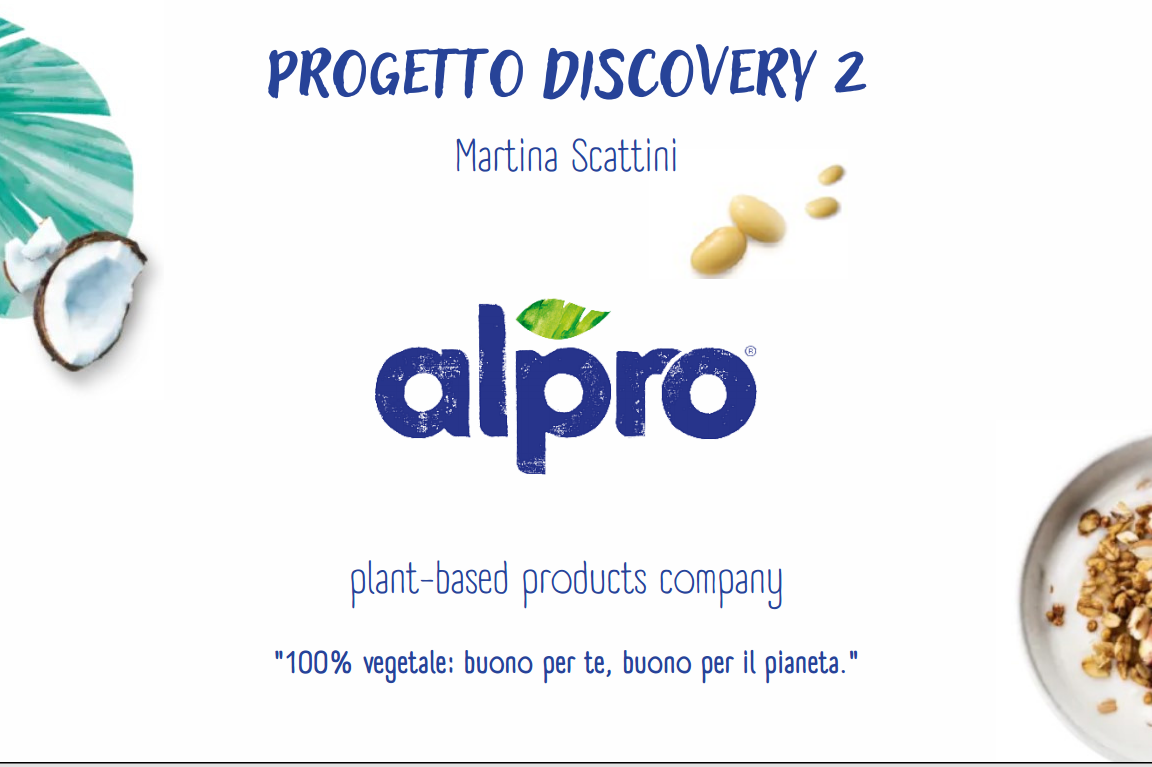 PROGETTO DISCOVERY 2
Martina Scattini
alpro®
plant-based products company
"100% vegetale: buono per te, buono per il pianeta."